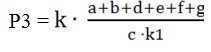 P3 = k · a+b+d+e+f+g / c ·k1